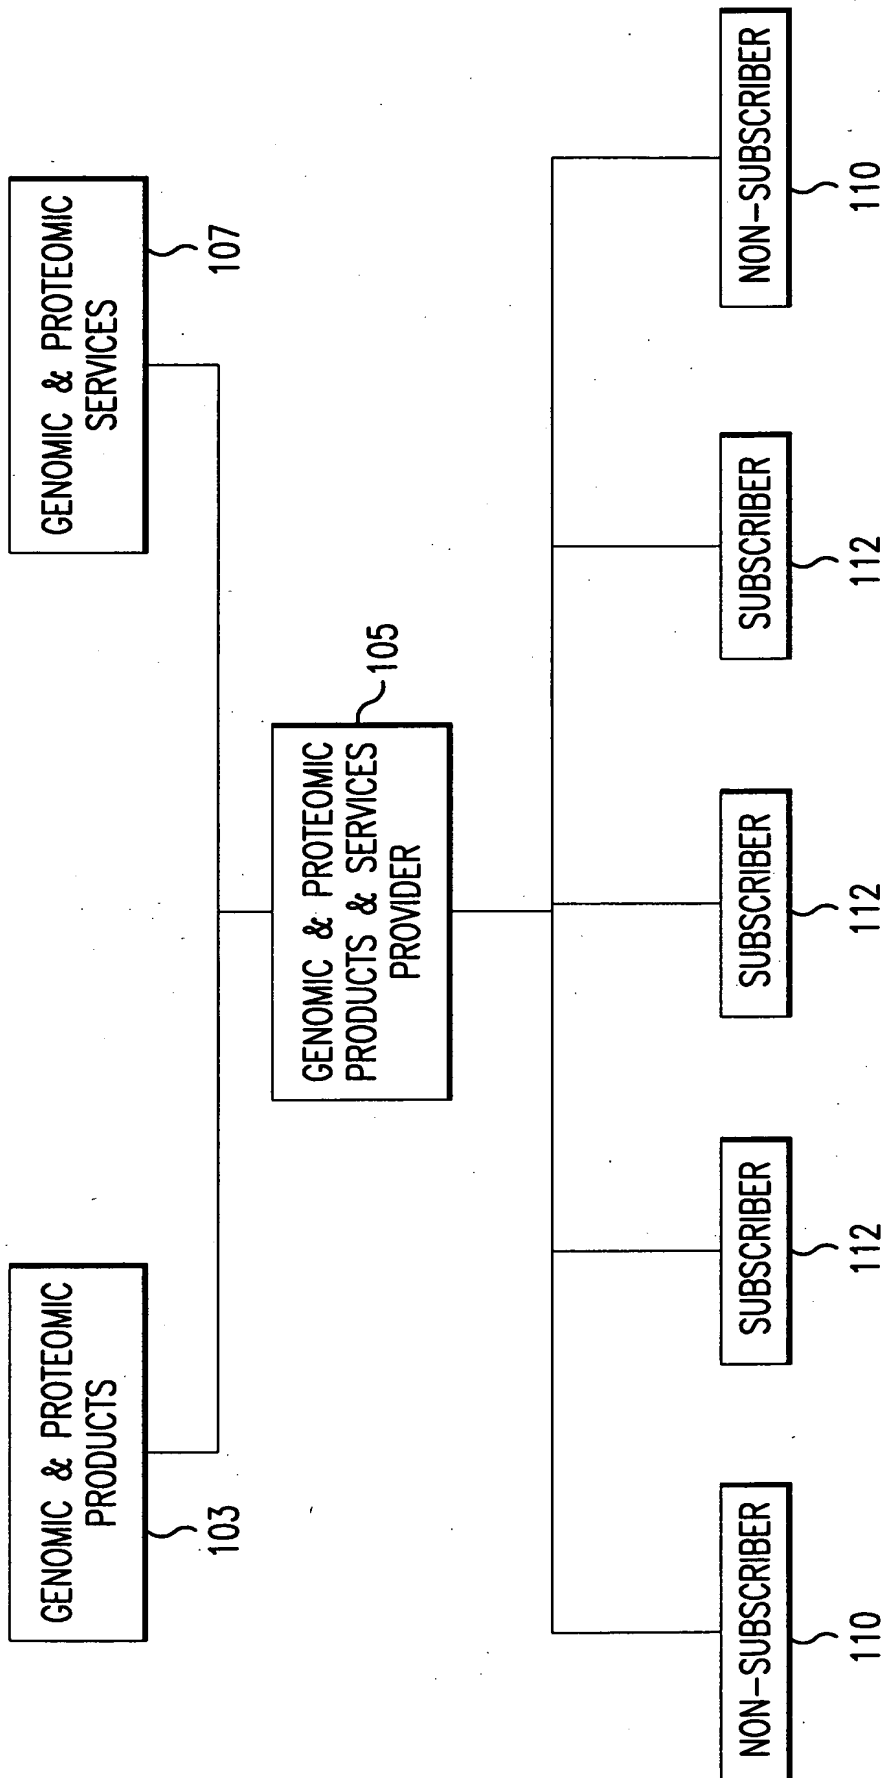 GENOMIC & PROTEOMIC
PRODUCTS
103
GENOMIC & PROTEOMIC
SERVICES
107
GENOMIC & PROTEOMIC
PRODUCTS & SERVICES
PROVIDER
105
NON-SUBSCRIBER
110
SUBSCRIBER
112
SUBSCRIBER
112
SUBSCRIBER
112
NON-SUBSCRIBER
110